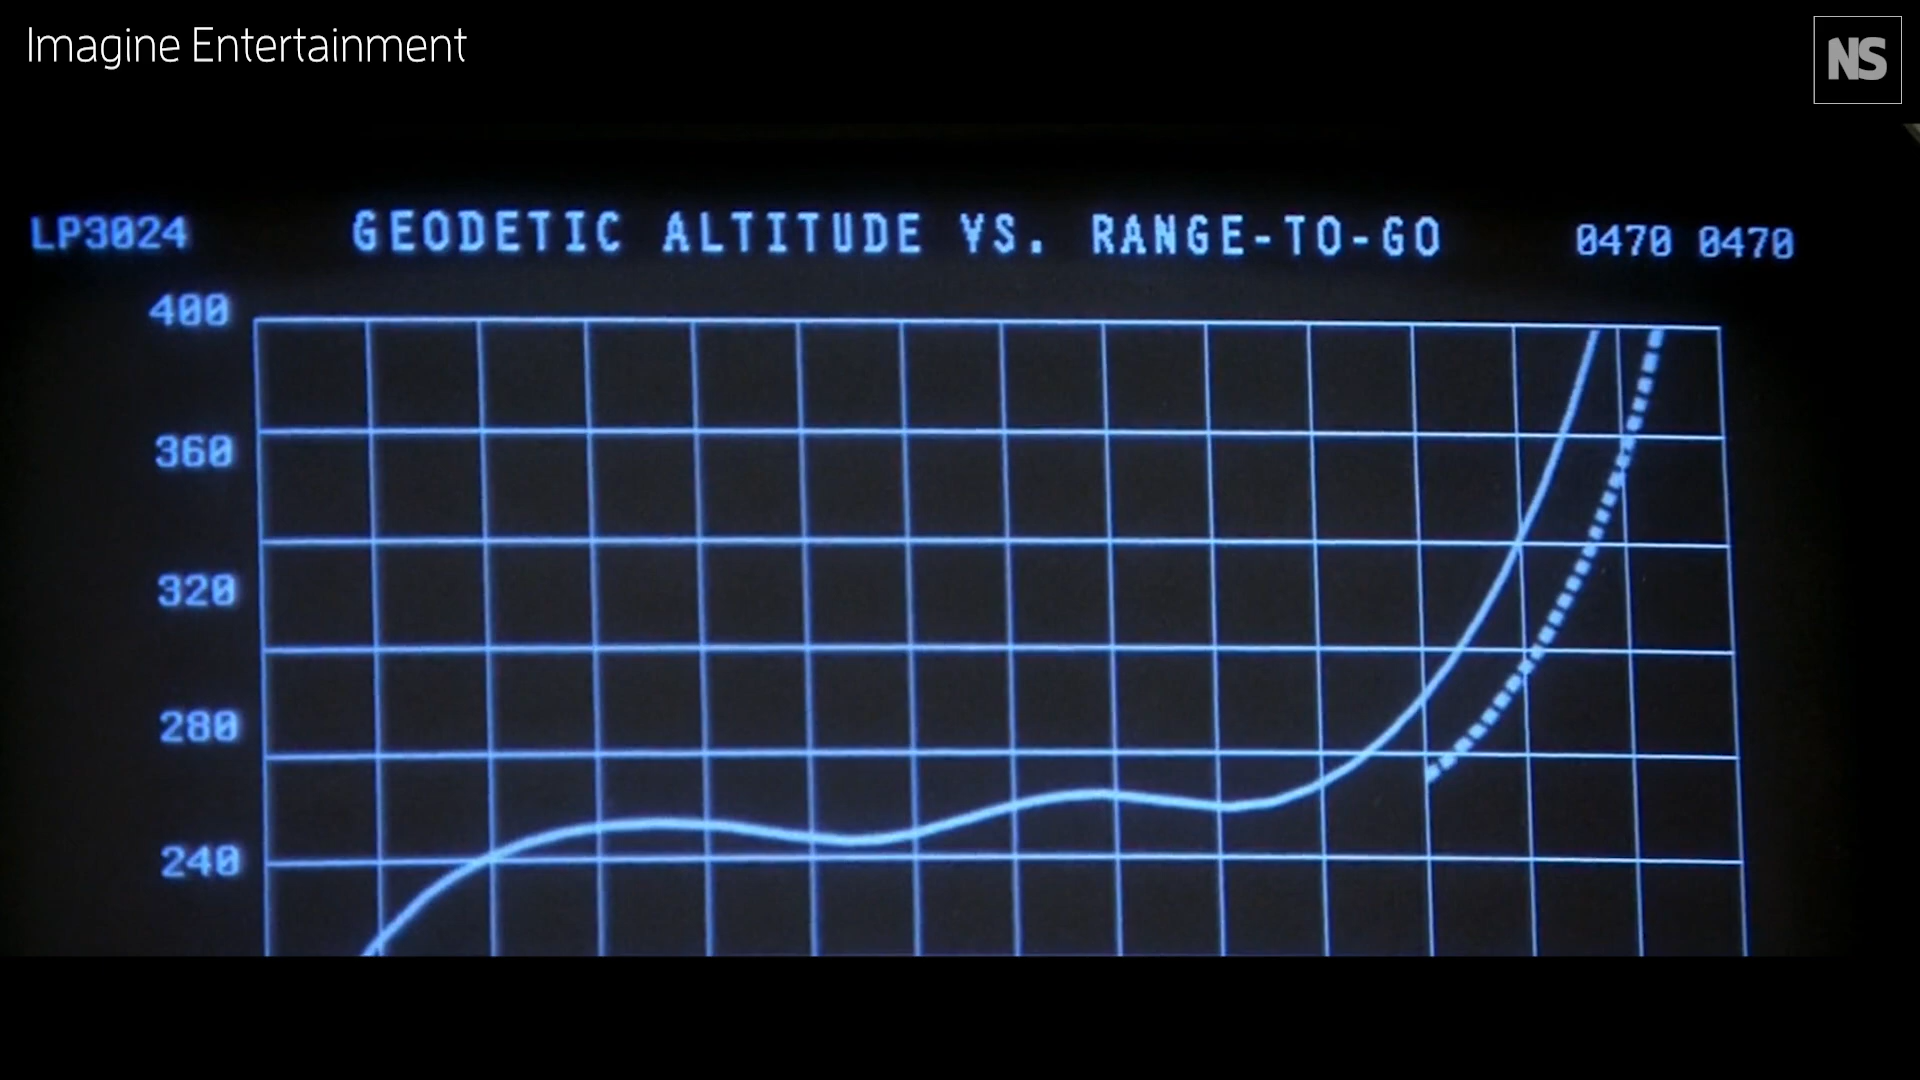 Imagine Entertainment
NS
LP3024 GEODETIC ALTITUDE VS. RANGE-TO-GO 0470 0470
400
360
320
280
240